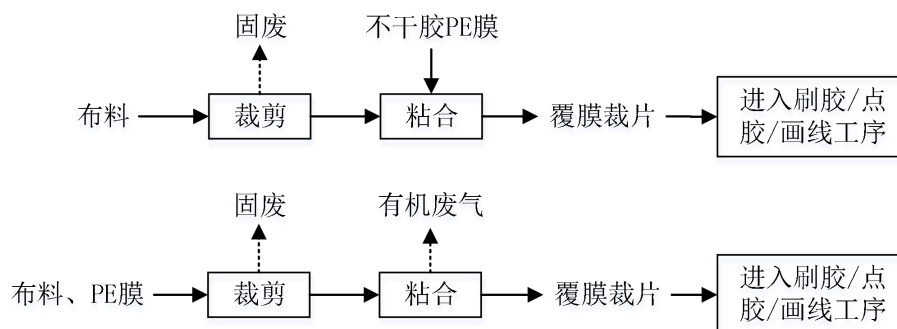 固废
不干胶PE膜
布料
裁剪
粘合
覆膜裁片
进入刷胶/点
胶/画线工序
固废
有机废气
布料、PE膜
裁剪
粘合
覆膜裁片
进入刷胶/点
胶/画线工序